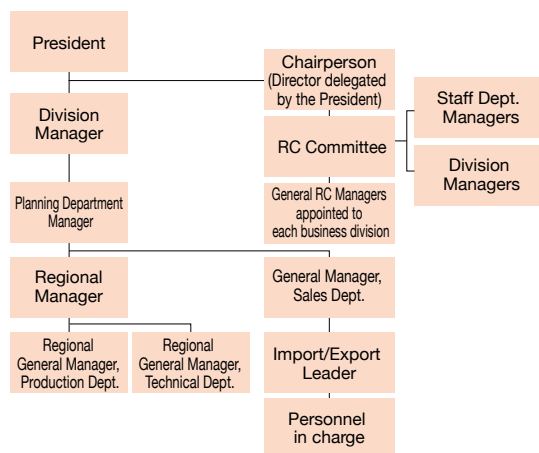 President
Chairperson
(Director delegated
by the President)
Division
Manager
Staff Dept.
Managers
RC Committee
Division
Managers
Planning Department
Manager
General RC Managers
appointed to
each business division
Regional
Manager
General Manager,
Sales Dept.
Regional
General Manager,
Production Dept.
Regional
General Manager,
Technical Dept.
Import/Export
Leader
Personnel
in charge